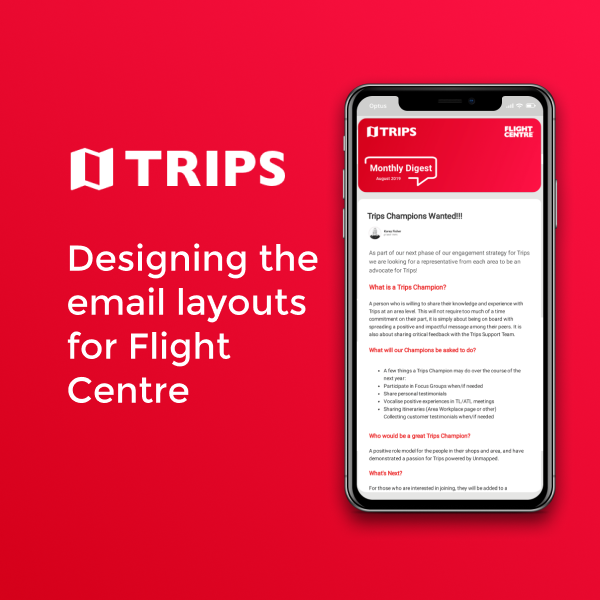 TRIPS
Designing the
email layouts
for Flight
Centre
Optus
TRIPS
FLIGHT
CENTRE
Monthly Digest
August 2019
Trips Champions Wanted!!!
As part of our next phase of our engagement strategy for Trips
we are looking for a representative from each area to be an
advocate for Trips!
What is a Trips Champion?
A person who is willing to share their knowledge and experience with
Trips at an area level. This will not require too much of a time
commitment on their part, it is simply about being on board with
spreading a positive and impactful message among their peers. It is
also about sharing critical feedback with the Trips Support Team.
What will our Champions be asked to do?
• A few things a Trips Champion may do over the course of the
next year:
• Participate in Focus Groups when/if needed
• Share personal testimonials
• Vocalise positive experiences in TL/ATL meetings
• Sharing Itineraries (Area Workplace page or other)
Collecting customer testimonials when/if needed
Who would be a great Trips Champion?
A positive role model for the people in their shops and area, and have
demonstrated a passion for Trips powered by Unmapped.
What's Next?
For those who are interested in joining, they will be added to a